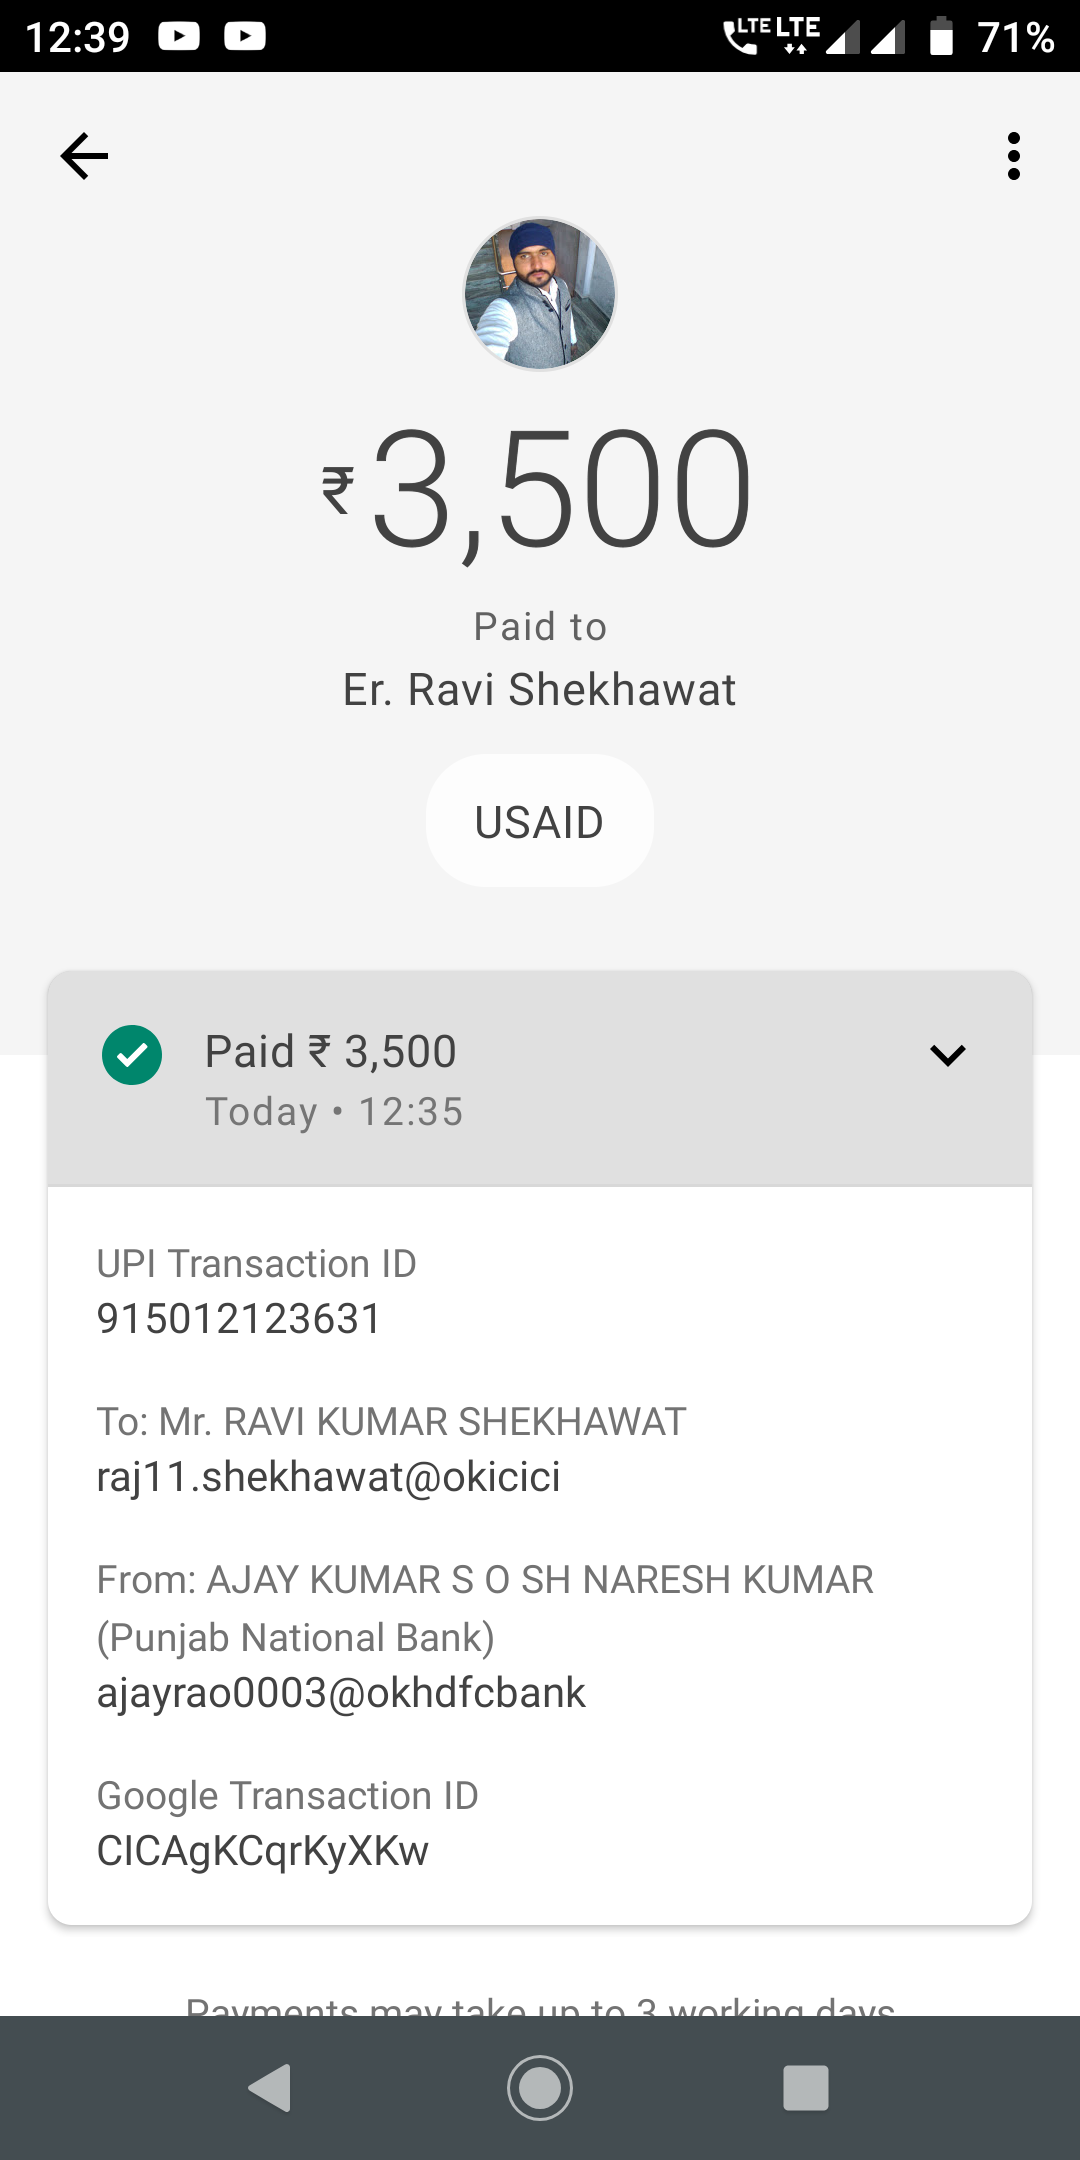 12:39
LTE LTE 71%
₹3,500
Paid to
Er. Ravi Shekhawat
USAID
Paid ₹ 3,500
Today • 12:35
UPI Transaction ID
915012123631
To: Mr. RAVI KUMAR SHEKHAWAT
raj11.shekhawat@okicici
From: AJAY KUMAR S O SH NARESH KUMAR
(Punjab National Bank)
ajayrao0003@okhdfcbank
Google Transaction ID
CICAgKCqrKyXKw
Payments may take up to 3 working days